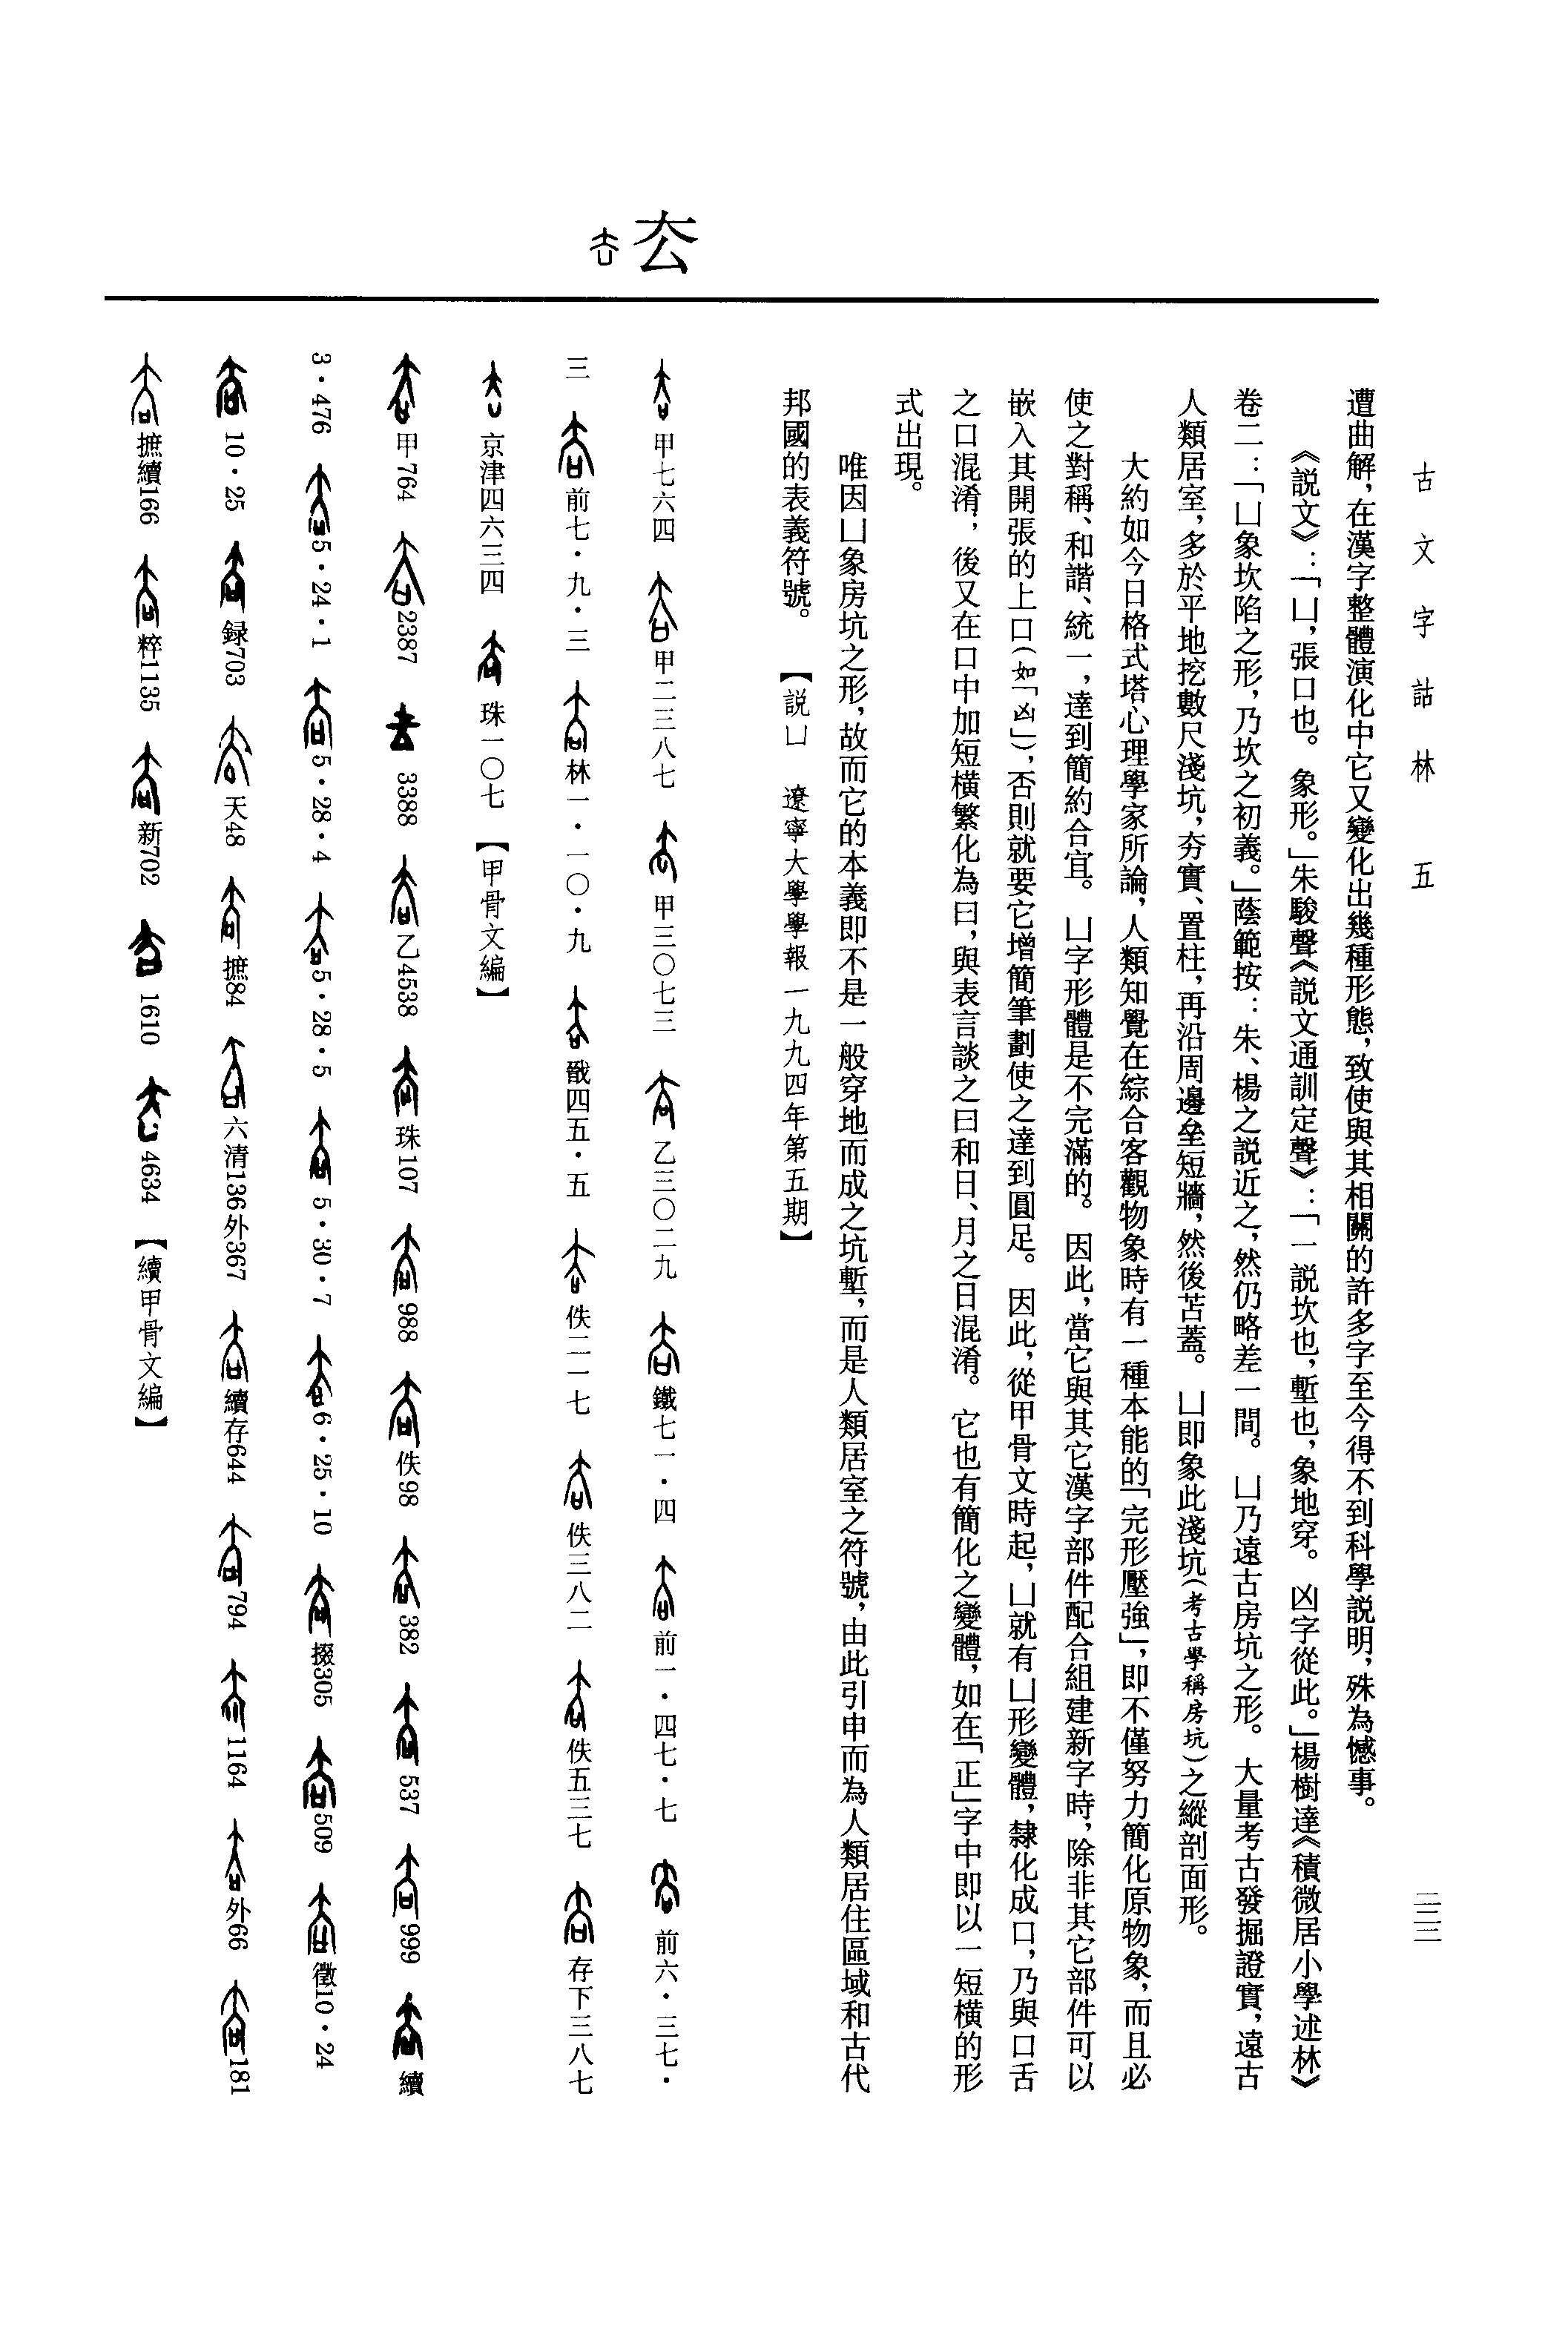 古文字詁林 五
二三二
遭曲解，在漢字整體演化中它又變化出幾種形態，致使與其相關的許多字至今得不到科學説明，殊為憾事。
《説文》：「凵，張口也。象形。」朱駿聲《説文通訓定聲》：「一説坎也，塹也，象地穿。凶字從此。」楊樹達《積微居小學述林》
卷二：「凵象坎陷之形，乃坎之初義。」蔭範按：朱、楊之説近之，然仍略差一間。凵乃遠古房坑之形。大量考古發掘證實，遠古
人類居室，多於平地挖數尺淺坑，夯實、置柱，再沿周邊壘短牆，然後苫蓋。凵即象此淺坑（考古學稱房坑）之縱剖面形。
大約如今日格式塔心理學家所論，人類知覺在綜合客觀物象時有一種本能的「完形壓強」，即不僅努力簡化原物象，而且必
使之對稱、和諧、統一，達到簡約合宜。凵字形體是不完滿的。因此，當它與其它漢字部件配合組建新字時，除非其它部件可以
嵌入其開張的上口（如「凶」），否則就要它增簡筆劃使之達到圓足。因此，從甲骨文時起，凵就有凵形變體，隸化成口，乃與口舌
之口混淆，後又在口中加短橫繁化為曰，與表言談之曰和日、月之日混淆。它也有簡化之變體，如在「正」字中即以一短橫的形
式出現。
唯因凵象房坑之形，故而它的本義即不是一般穿地而成之坑塹，而是人類居室之符號，由此引申而為人類居住區域和古代
邦國的表義符號。【説凵 遼寧大學學報一九九四年第五期】
厺
甲七六四 甲二三八七 甲三〇七三 乙三〇二九 鐵七一·四 前一·四七·七 前六·三七·
三 前七·九·三 林一·一〇·九 戩四五·五 佚二一七 佚三八二 佚五三七 存下三八七
京津四六三四 珠一〇七 【甲骨文編】
甲764 2387 3388 乙4538 珠107 988 佚98 382 537 999 續
3·476 5·24·1 5·28·4 5·28·5 5·30·7 6·25·10 掇305 509 徵10·24
10·25 録703 天48 摭84 六清136外367 續存644 794 1164 外66 181
摭續166 粹1135 新702 1610 4634 【續甲骨文編】